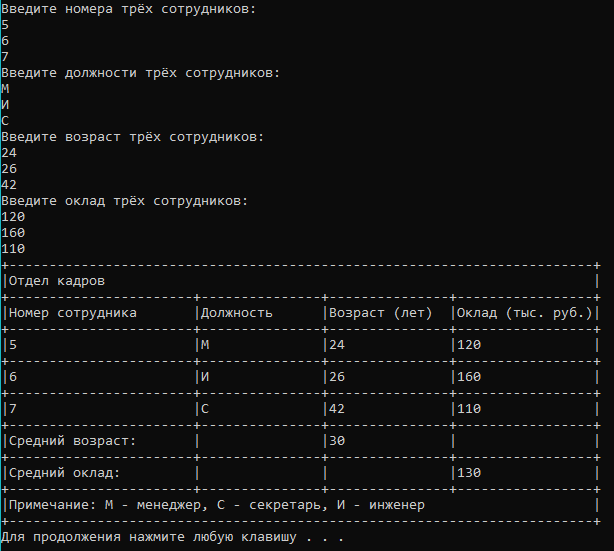 Введите номера трёх сотрудников:
5
6
7
Введите должности трёх сотрудников:
М
И
С
Введите возраст трёх сотрудников:
24
26
42
Введите оклад трёх сотрудников:
120
160
110
+-------------------------------------------------------------------------+
|Отдел кадров                                                             |
+-----------------------+---------------+---------------+-----------------+
|Номер сотрудника       |Должность      |Возраст (лет)  |Оклад (тыс. руб.)|
+-----------------------+---------------+---------------+-----------------+
|5                      |М              |24             |120              |
+-----------------------+---------------+---------------+-----------------+
|6                      |И              |26             |160              |
+-----------------------+---------------+---------------+-----------------+
|7                      |С              |42             |110              |
+-----------------------+---------------+---------------+-----------------+
|Средний возраст:       |               |30             |                 |
+-----------------------+---------------+---------------+-----------------+
|Средний оклад:         |               |               |130              |
+-----------------------+---------------+---------------+-----------------+
|Примечание: М - менеджер, С - секретарь, И - инженер                     |
+-------------------------------------------------------------------------+
Для продолжения нажмите любую клавишу . . .